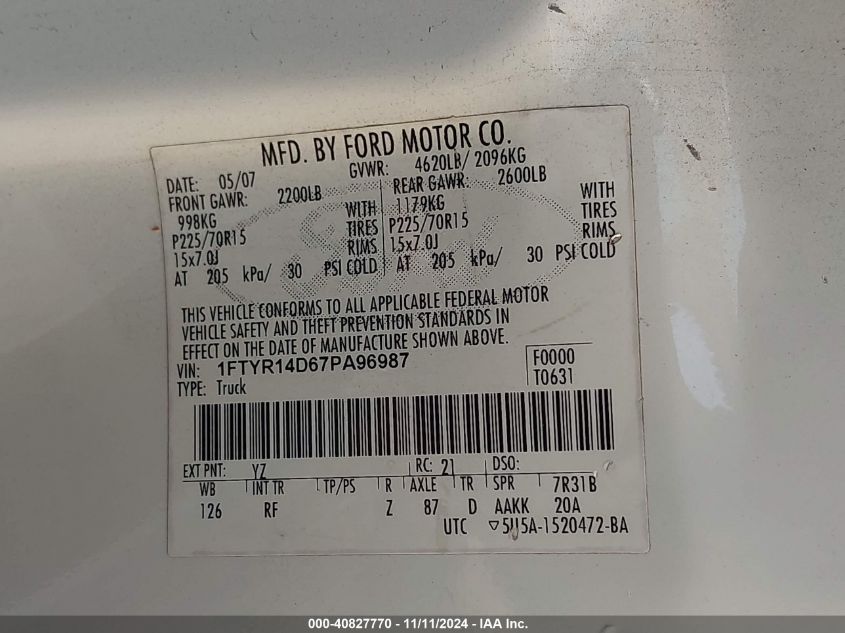 MFD. BY FORD MOTOR CO.
DATE: 05/07 GVWR: 4620LB/ 2096KG
FRONT GAWR: 2200LB REAR GAWR: 2600LB
998KG WITH 1179KG WITH
P225/70R15 TIRES P225/70R15 TIRES
15x7.0J RIMS 15x7.0J RIMS
AT 205 kPa/ 30 PSI COLD AT 205 kPa/ 30 PSI COLD
THIS VEHICLE CONFORMS TO ALL APPLICABLE FEDERAL MOTOR
VEHICLE SAFETY AND THEFT PREVENTION STANDARDS IN
EFFECT ON THE DATE OF MANUFACTURE SHOWN ABOVE.
VIN: 1FTYR14D67PA96987 F0000
TYPE: Truck T0631
EXT PNT: YZ RC: 21 DSO:
WB INT TR TP/PS R AXLE TR SPR 7R31B
126 RF Z 87 D AAKK 20A
UTC ▽5U5A-1520472-BA
000-40827770 - 11/11/2024 - IAA Inc.